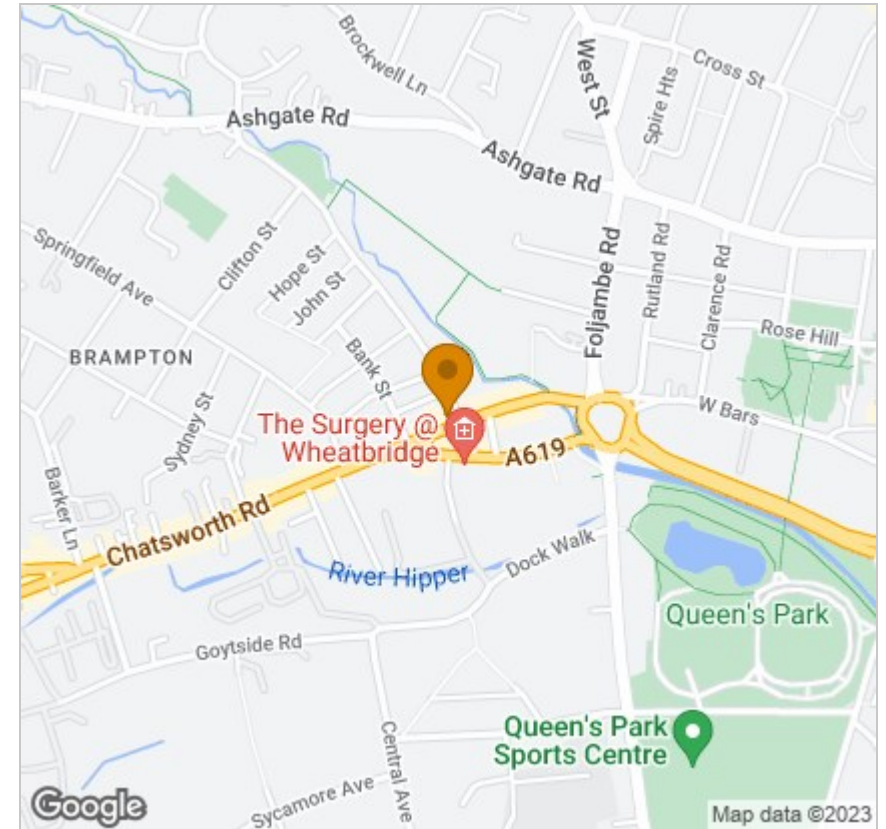 Brockwell Ln
West St
Cross St
Spire Hts
Ashgate Rd
Ashgate Rd
Springfield Ave
Clifton St
Hope St
John St
Foljambe Rd
Rutland Rd
Clarence Rd
Rose Hill
BRAMPTON
Bank St
Sydney St
W Bars
The Surgery @
Wheatbridge
A619
Barker Ln
Chatsworth Rd
River Hipper
Dock Walk
Queen's Park
Goytside Rd
Central Ave
Queen's Park
Sports Centre
Sycamore Ave
Google
Map data ©2023